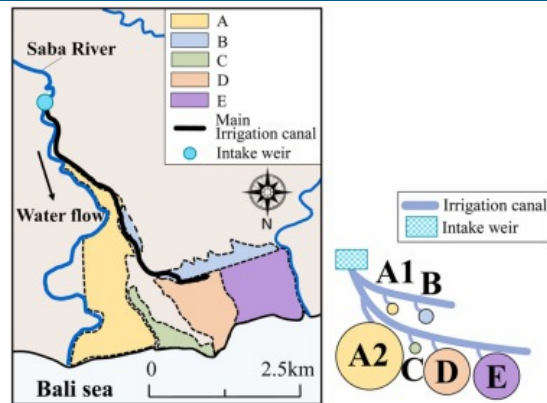 Saba River
A
B
C
D
E
Main
Irrigation canal
Intake weir
Water flow
N
Bali sea
0
2.5km
Irrigation canal
Intake weir
A1
B
A2
C
D
E